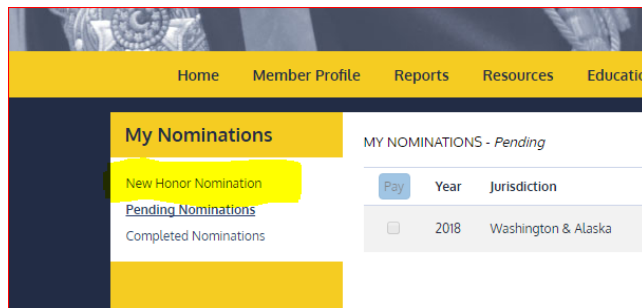 Home Member Profile Reports Resources Educatio
My Nominations
New Honor Nomination
Pending Nominations
Completed Nominations
MY NOMINATIONS - Pending
Pay Year Jurisdiction
2018 Washington & Alaska